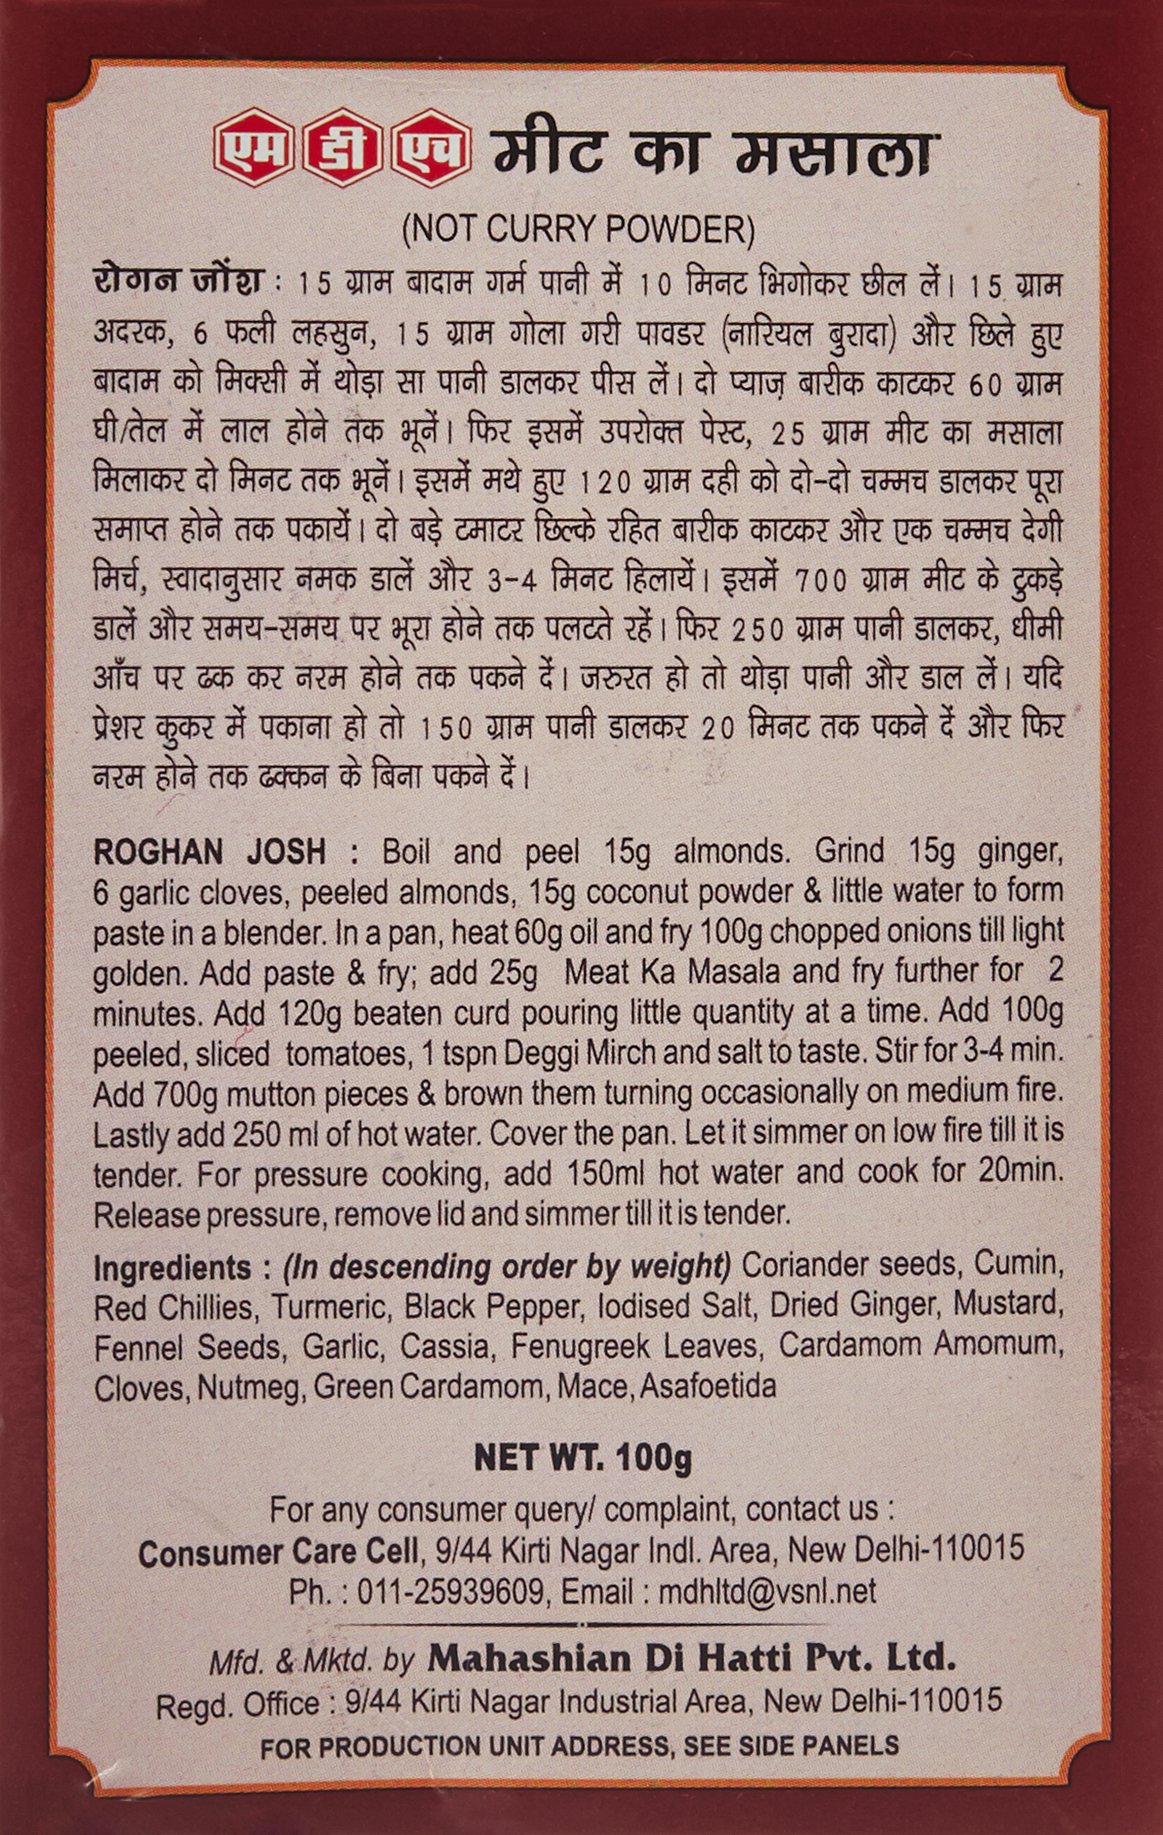 एम डी एच मीट का मसाला
(NOT CURRY POWDER)
रोगन जोंश : 15 ग्राम बादाम गर्म पानी में 10 मिनट भिगोकर छील लें। 15 ग्राम
अदरक, 6 फली लहसुन, 15 ग्राम गोला गरी पावडर (नारियल बुरादा) और छिले हुए
बादाम को मिक्सी में थोड़ा सा पानी डालकर पीस लें। दो प्याज़ बारीक काटकर 60 ग्राम
घी/तेल में लाल होने तक भूनें। फिर इसमें उपरोक्त पेस्ट, 25 ग्राम मीट का मसाला
मिलाकर दो मिनट तक भूनें। इसमें मथे हुए 120 ग्राम दही को दो-दो चम्मच डालकर पूरा
समाप्त होने तक पकायें। दो बड़े टमाटर छिल्के रहित बारीक काटकर और एक चम्मच देगी
मिर्च, स्वादानुसार नमक डालें और 3-4 मिनट हिलायें। इसमें 700 ग्राम मीट के टुकड़े
डालें और समय-समय पर भूरा होने तक पलटते रहें। फिर 250 ग्राम पानी डालकर, धीमी
आँच पर ढक कर नरम होने तक पकने दें। जरुरत हो तो थोड़ा पानी और डाल लें। यदि
प्रेशर कुकर में पकाना हो तो 150 ग्राम पानी डालकर 20 मिनट तक पकने दें और फिर
नरम होने तक ढक्कन के बिना पकने दें।
ROGHAN JOSH : Boil and peel 15g almonds. Grind 15g ginger,
6 garlic cloves, peeled almonds, 15g coconut powder & little water to form
paste in a blender. In a pan, heat 60g oil and fry 100g chopped onions till light
golden. Add paste & fry; add 25g Meat Ka Masala and fry further for 2
minutes. Add 120g beaten curd pouring little quantity at a time. Add 100g
peeled, sliced tomatoes, 1 tspn Deggi Mirch and salt to taste. Stir for 3-4 min.
Add 700g mutton pieces & brown them turning occasionally on medium fire.
Lastly add 250 ml of hot water. Cover the pan. Let it simmer on low fire till it is
tender. For pressure cooking, add 150ml hot water and cook for 20min.
Release pressure, remove lid and simmer till it is tender.
Ingredients : (In descending order by weight) Coriander seeds, Cumin,
Red Chillies, Turmeric, Black Pepper, Iodised Salt, Dried Ginger, Mustard,
Fennel Seeds, Garlic, Cassia, Fenugreek Leaves, Cardamom Amomum,
Cloves, Nutmeg, Green Cardamom, Mace, Asafoetida
NET WT. 100g
For any consumer query/ complaint, contact us :
Consumer Care Cell, 9/44 Kirti Nagar Indl. Area, New Delhi-110015
Ph. : 011-25939609, Email : mdhltd@vsnl.net
Mfd. & Mktd. by Mahashian Di Hatti Pvt. Ltd.
Regd. Office : 9/44 Kirti Nagar Industrial Area, New Delhi-110015
FOR PRODUCTION UNIT ADDRESS, SEE SIDE PANELS